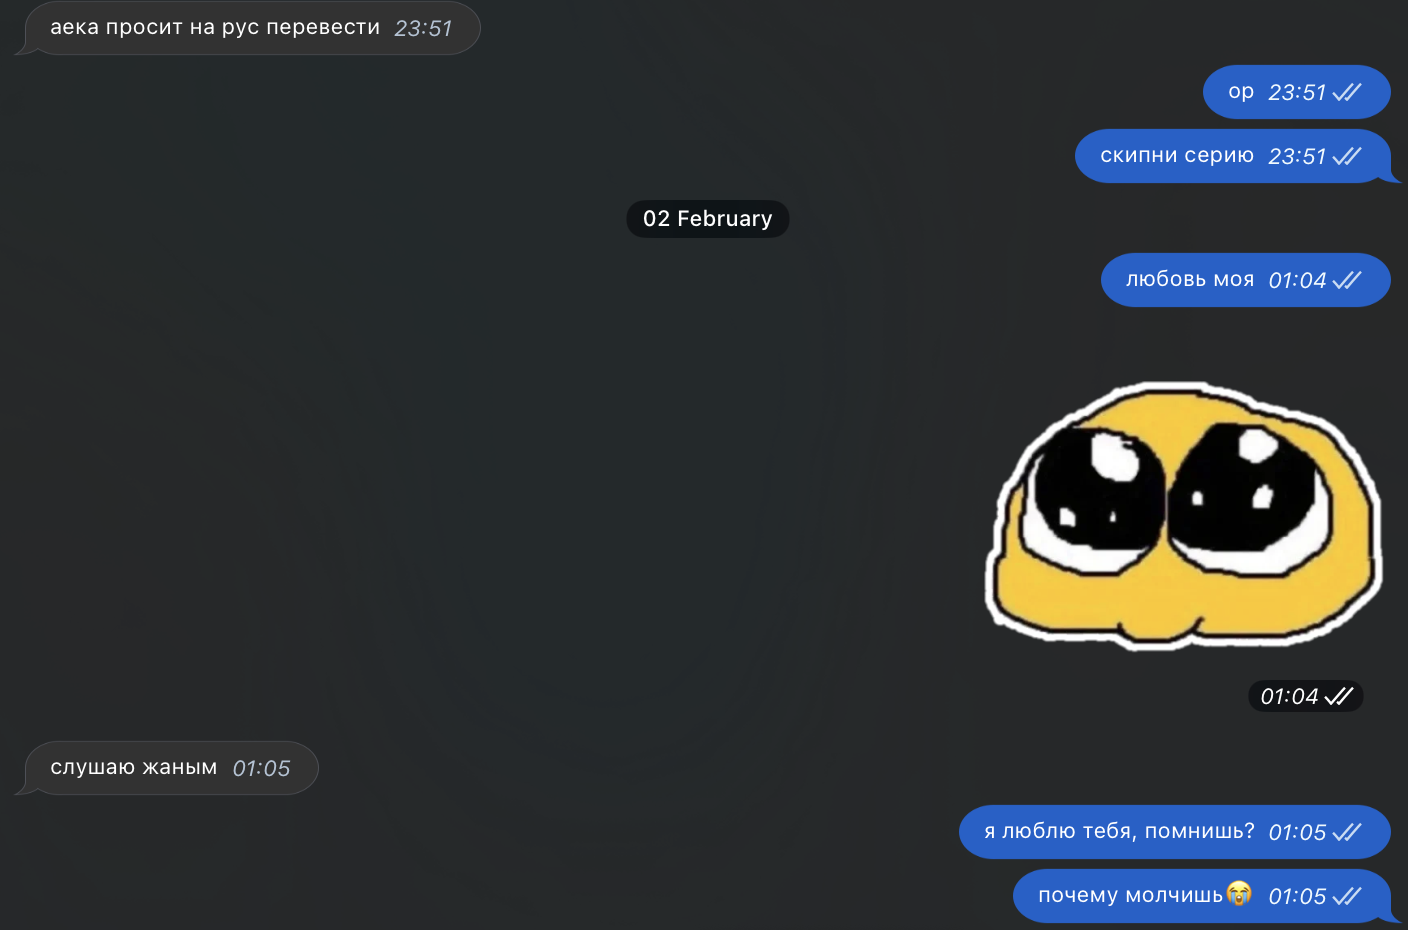 аека просит на рус перевести 23:51
ор 23:51
скипни серию 23:51
02 February
любовь моя 01:04
01:04
слушаю жаным 01:05
я люблю тебя, помнишь? 01:05
почему молчишь😭 01:05